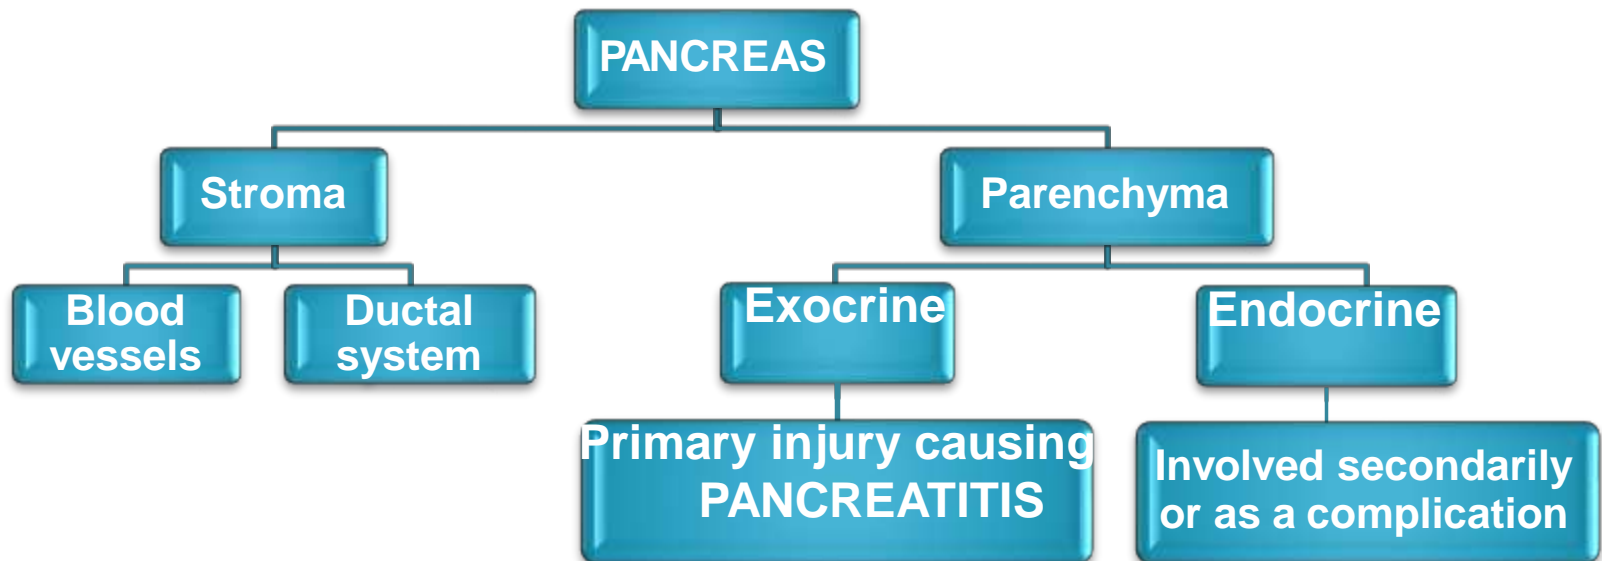 PANCREAS
Stroma
Parenchyma
Blood
vessels
Ductal
system
Exocrine
Endocrine
Primary injury causing
PANCREATITIS
Involved secondarily
or as a complication